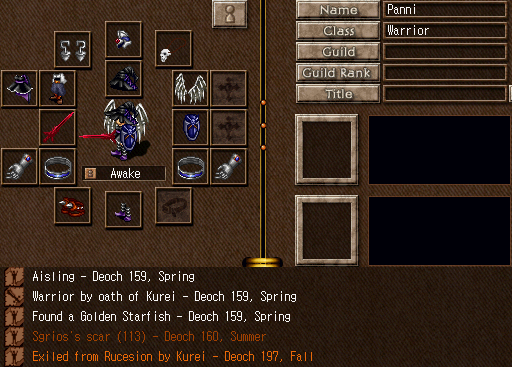 Name Panni
Class Warrior
Guild
Guild Rank
Title
Awake
Aisling - Deoch 159, Spring
Warrior by oath of Kurei - Deoch 159, Spring
Found a Golden Starfish - Deoch 159, Spring
Sgrios's scar (113) - Deoch 160, Summer
Exiled from Rucesion by Kurei - Deoch 197, Fall